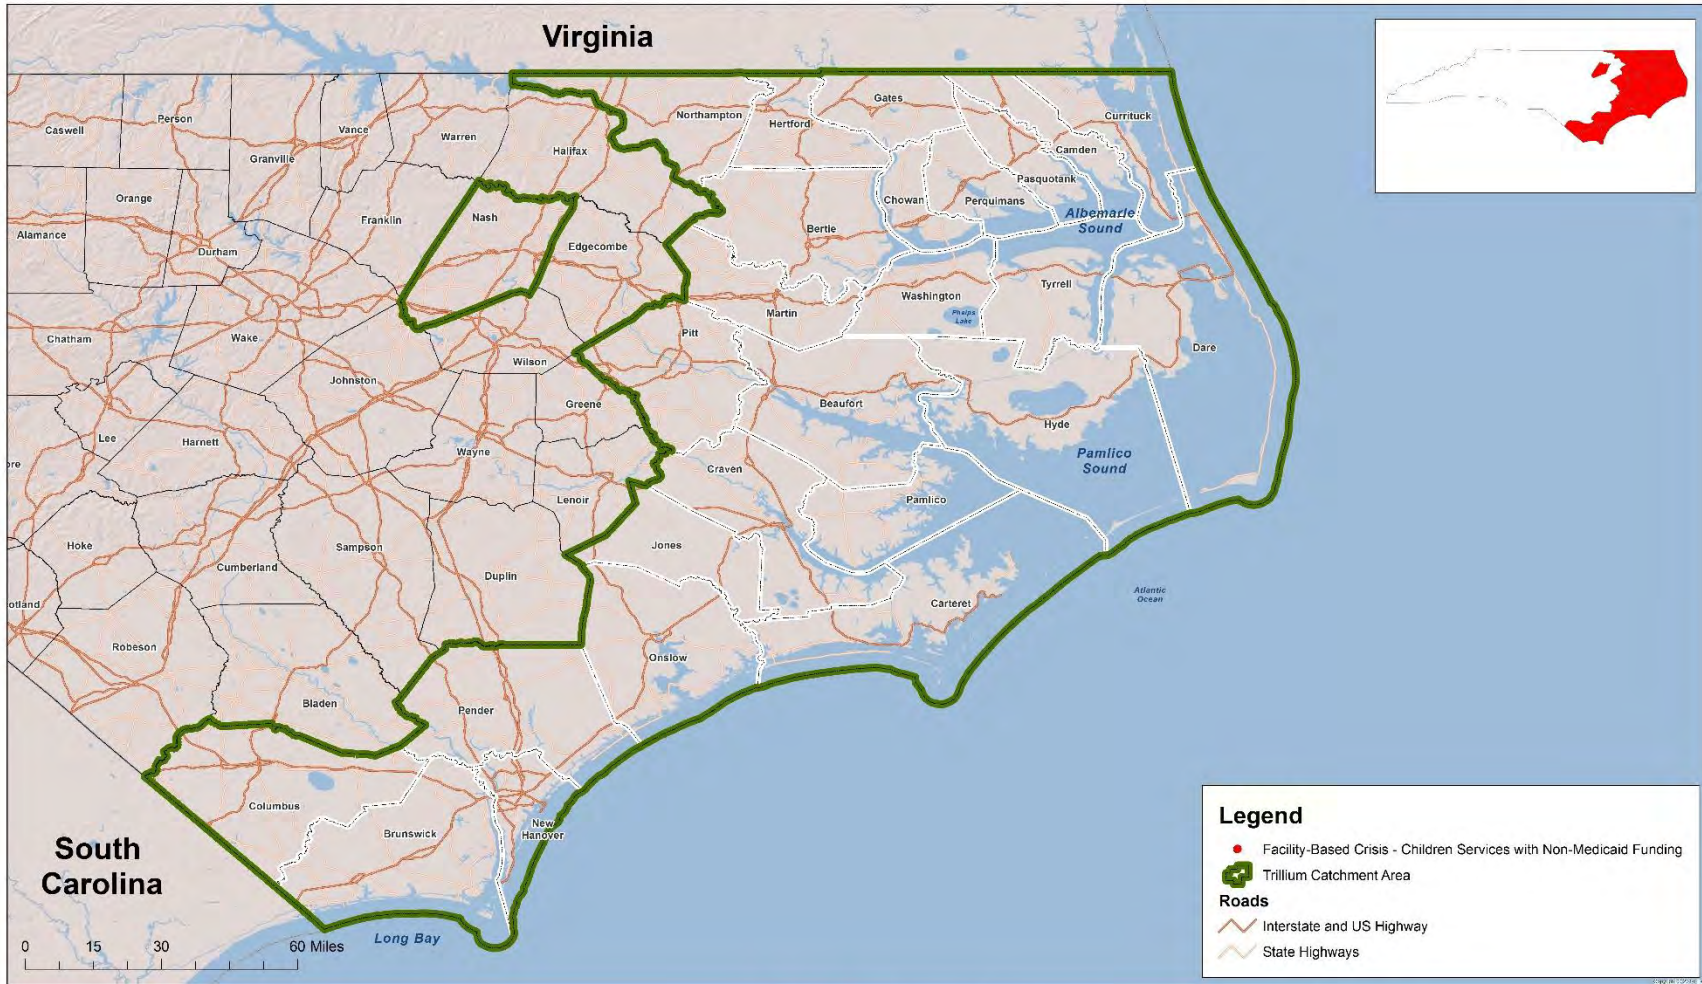 Virginia
Caswell
Person
Granville
Vance
Warren
Halifax
Northampton
Hertford
Gates
Currituck
Camden
Pasquotank
Perquimans
Chowan
Albemarle
Sound
Bertie
Orange
Alamance
Durham
Franklin
Nash
Edgecombe
Martin
Washington
Phelps
Lake
Tyrrell
Dare
Chatham
Wake
Johnston
Wilson
Pitt
Greene
Beaufort
Hyde
Pamlico
Sound
Lee
Harnett
ore
Wayne
Lenoir
Craven
Pamlico
Hoke
Cumberland
Sampson
Duplin
Jones
Carteret
Atlantic
Ocean
otland
Robeson
Bladen
Pender
Onslow
Columbus
Brunswick
New
Hanover
South
Carolina
Long Bay
0 15 30 60 Miles
Legend
Facility-Based Crisis - Children Services with Non-Medicaid Funding
Trillium Catchment Area
Roads
Interstate and US Highway
State Highways